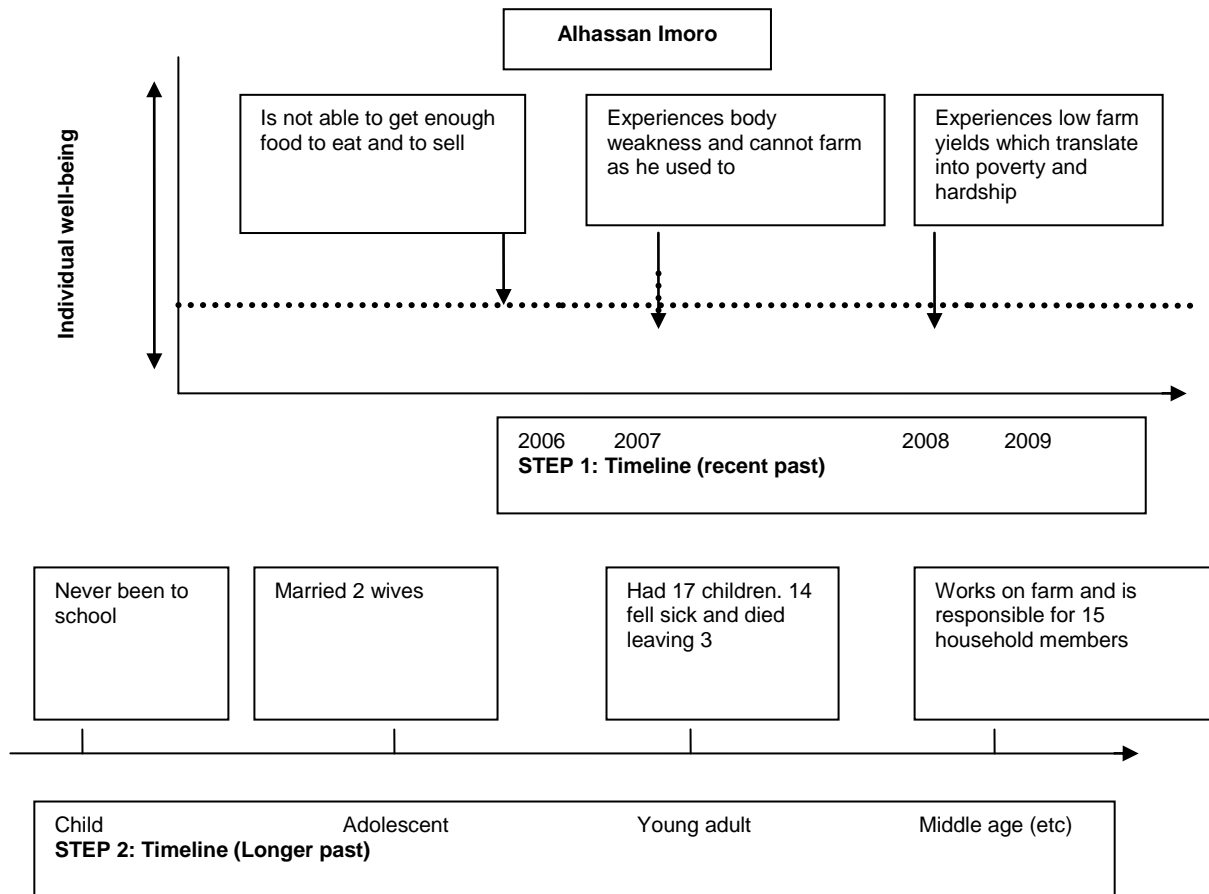 Alhassan Imoro
Individual well-being
Is not able to get enough
food to eat and to sell
Experiences body
weakness and cannot farm
as he used to
Experiences low farm
yields which translate
into poverty and
hardship
2006 2007 2008 2009
STEP 1: Timeline (recent past)
Never been to
school
Married 2 wives
Had 17 children. 14
fell sick and died
leaving 3
Works on farm and is
responsible for 15
household members
Child Adolescent Young adult Middle age (etc)
STEP 2: Timeline (Longer past)